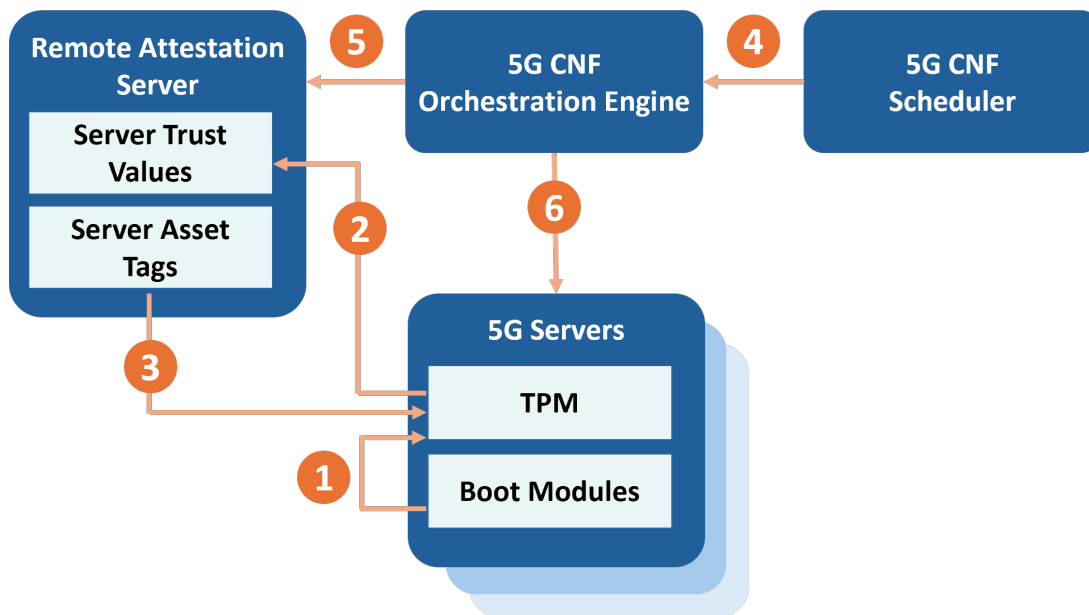 Remote Attestation
Server
Server Trust
Values
Server Asset
Tags
5
5G CNF
Orchestration Engine
4
5G CNF
Scheduler
2
6
3
5G Servers
TPM
1
Boot Modules